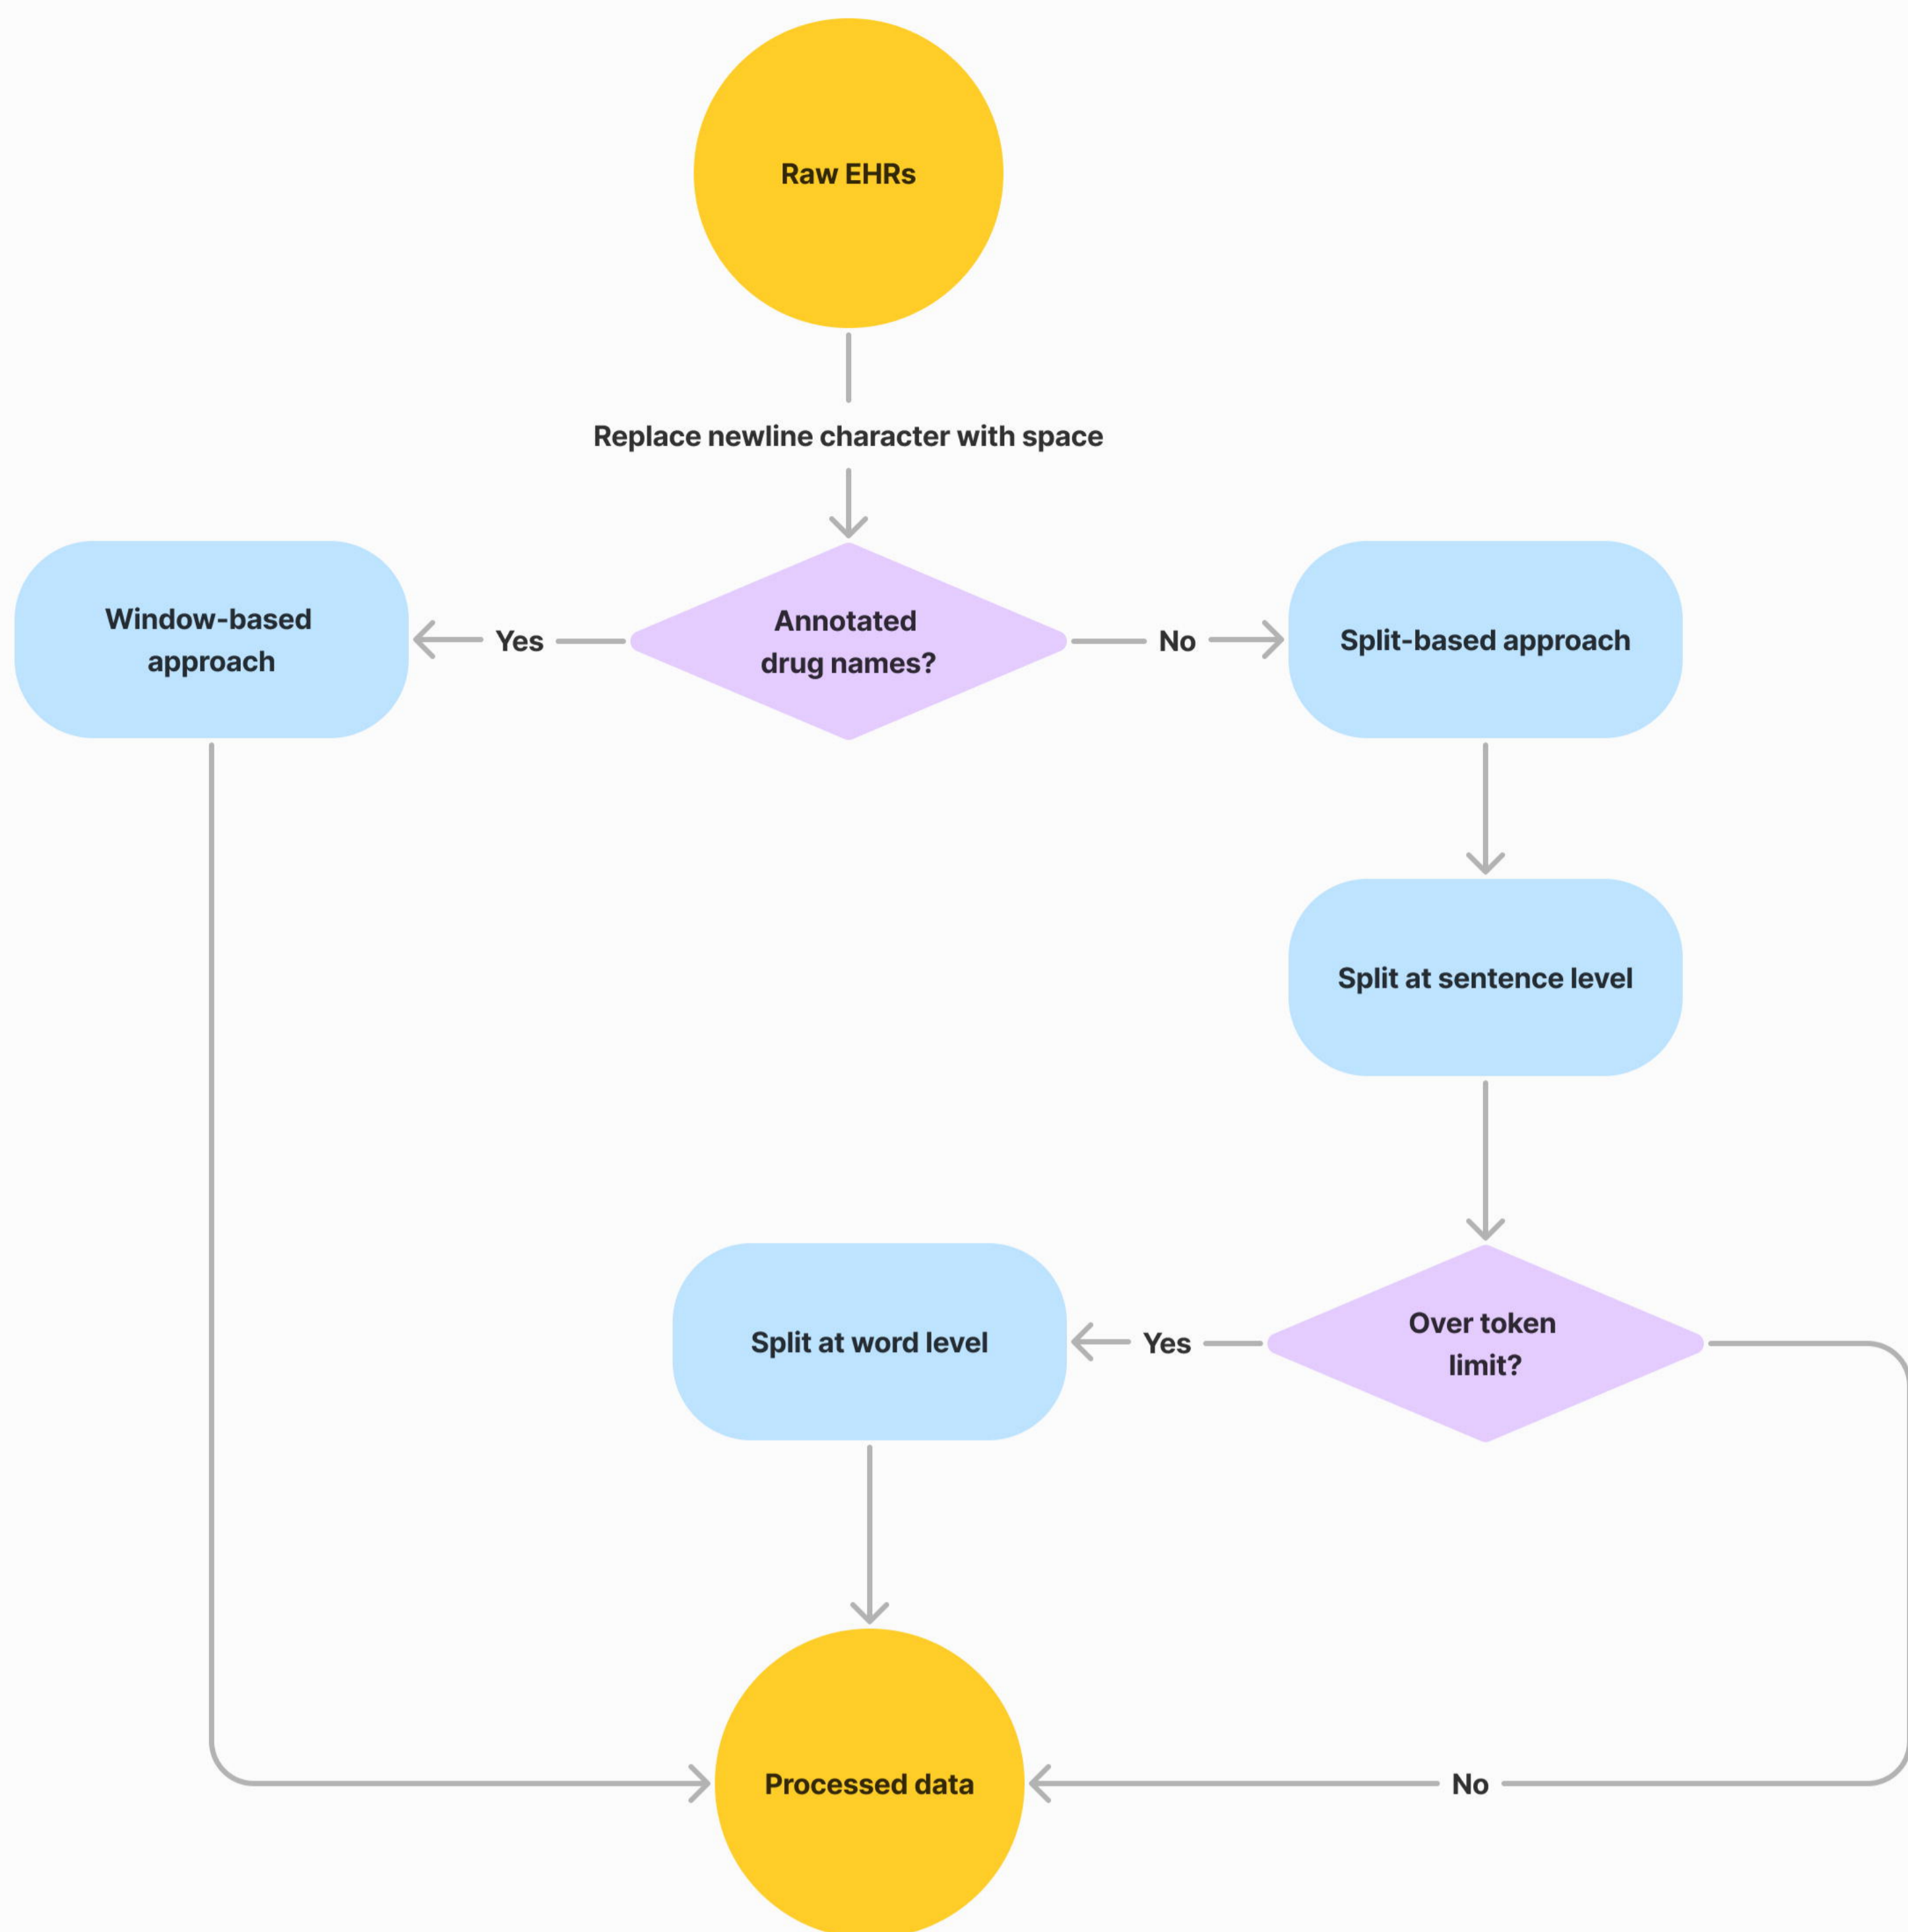 Raw EHRs
Replace newline character with space
Window-based
approach
Yes
Annotated
drug names?
No
Split-based approach
Split at sentence level
Split at word level
Yes
Over token
limit?
Processed data
No